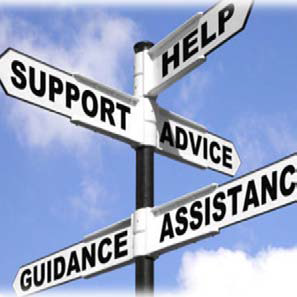 HELP
SUPPORT
ADVICE
ASSISTANC
GUIDANCE